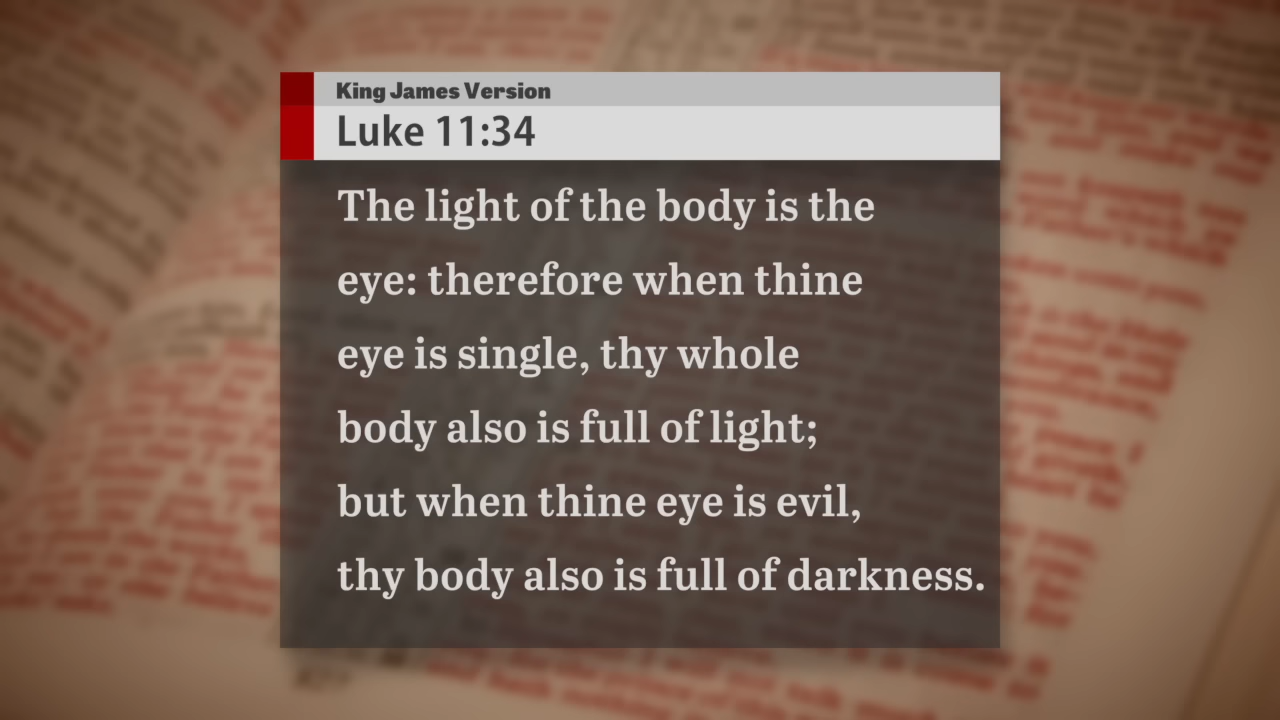 King James Version
Luke 11:34
The light of the body is the
eye: therefore when thine
eye is single, thy whole
body also is full of light;
but when thine eye is evil,
thy body also is full of darkness.